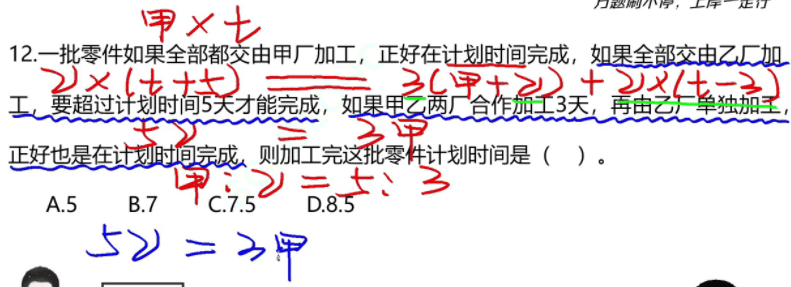 万题刷不停，上岸一定行
甲×t
12.一批零件如果全部都交由甲厂加工，正好在计划时间完成，如果全部交由乙厂加
乙×(t+5) = 3(甲+乙)+乙×(t-3)
工，要超过计划时间5天才能完成，如果甲乙两厂合作加工3天，再由乙厂单独加工，
5乙 = 3甲
正好也是在计划时间完成，则加工完这批零件计划时间是（ ）。
甲:乙=5:3
A.5 B.7 C.7.5 D.8.5
5乙=3甲